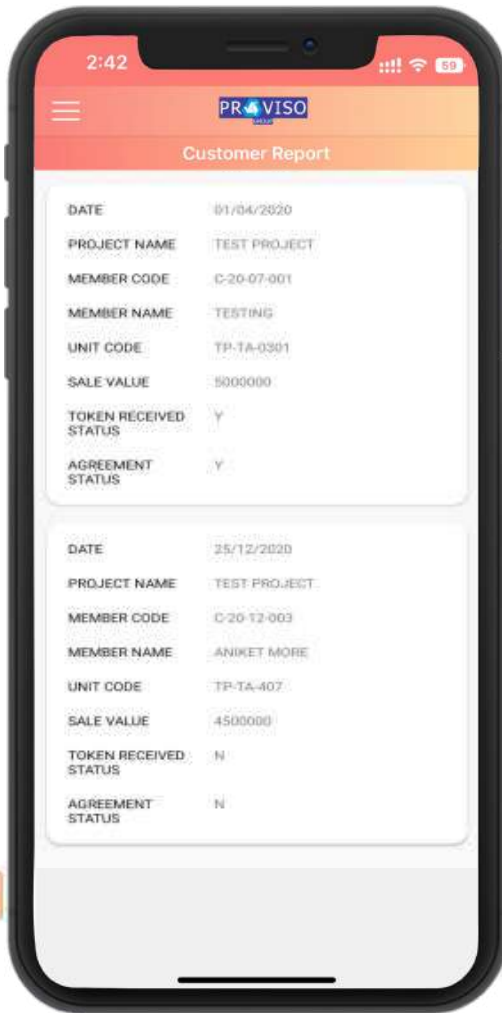 2:42
59
PROVISO
GROUP
Customer Report
DATE 01/04/2020
PROJECT NAME TEST PROJECT
MEMBER CODE C-20-07-001
MEMBER NAME TESTING
UNIT CODE TP-TA-0301
SALE VALUE 5000000
TOKEN RECEIVED Y
STATUS
AGREEMENT Y
STATUS
DATE 25/12/2020
PROJECT NAME TEST PROJECT
MEMBER CODE C-20-12-003
MEMBER NAME ANIKET MORE
UNIT CODE TP-TA-407
SALE VALUE 4500000
TOKEN RECEIVED N
STATUS
AGREEMENT N
STATUS